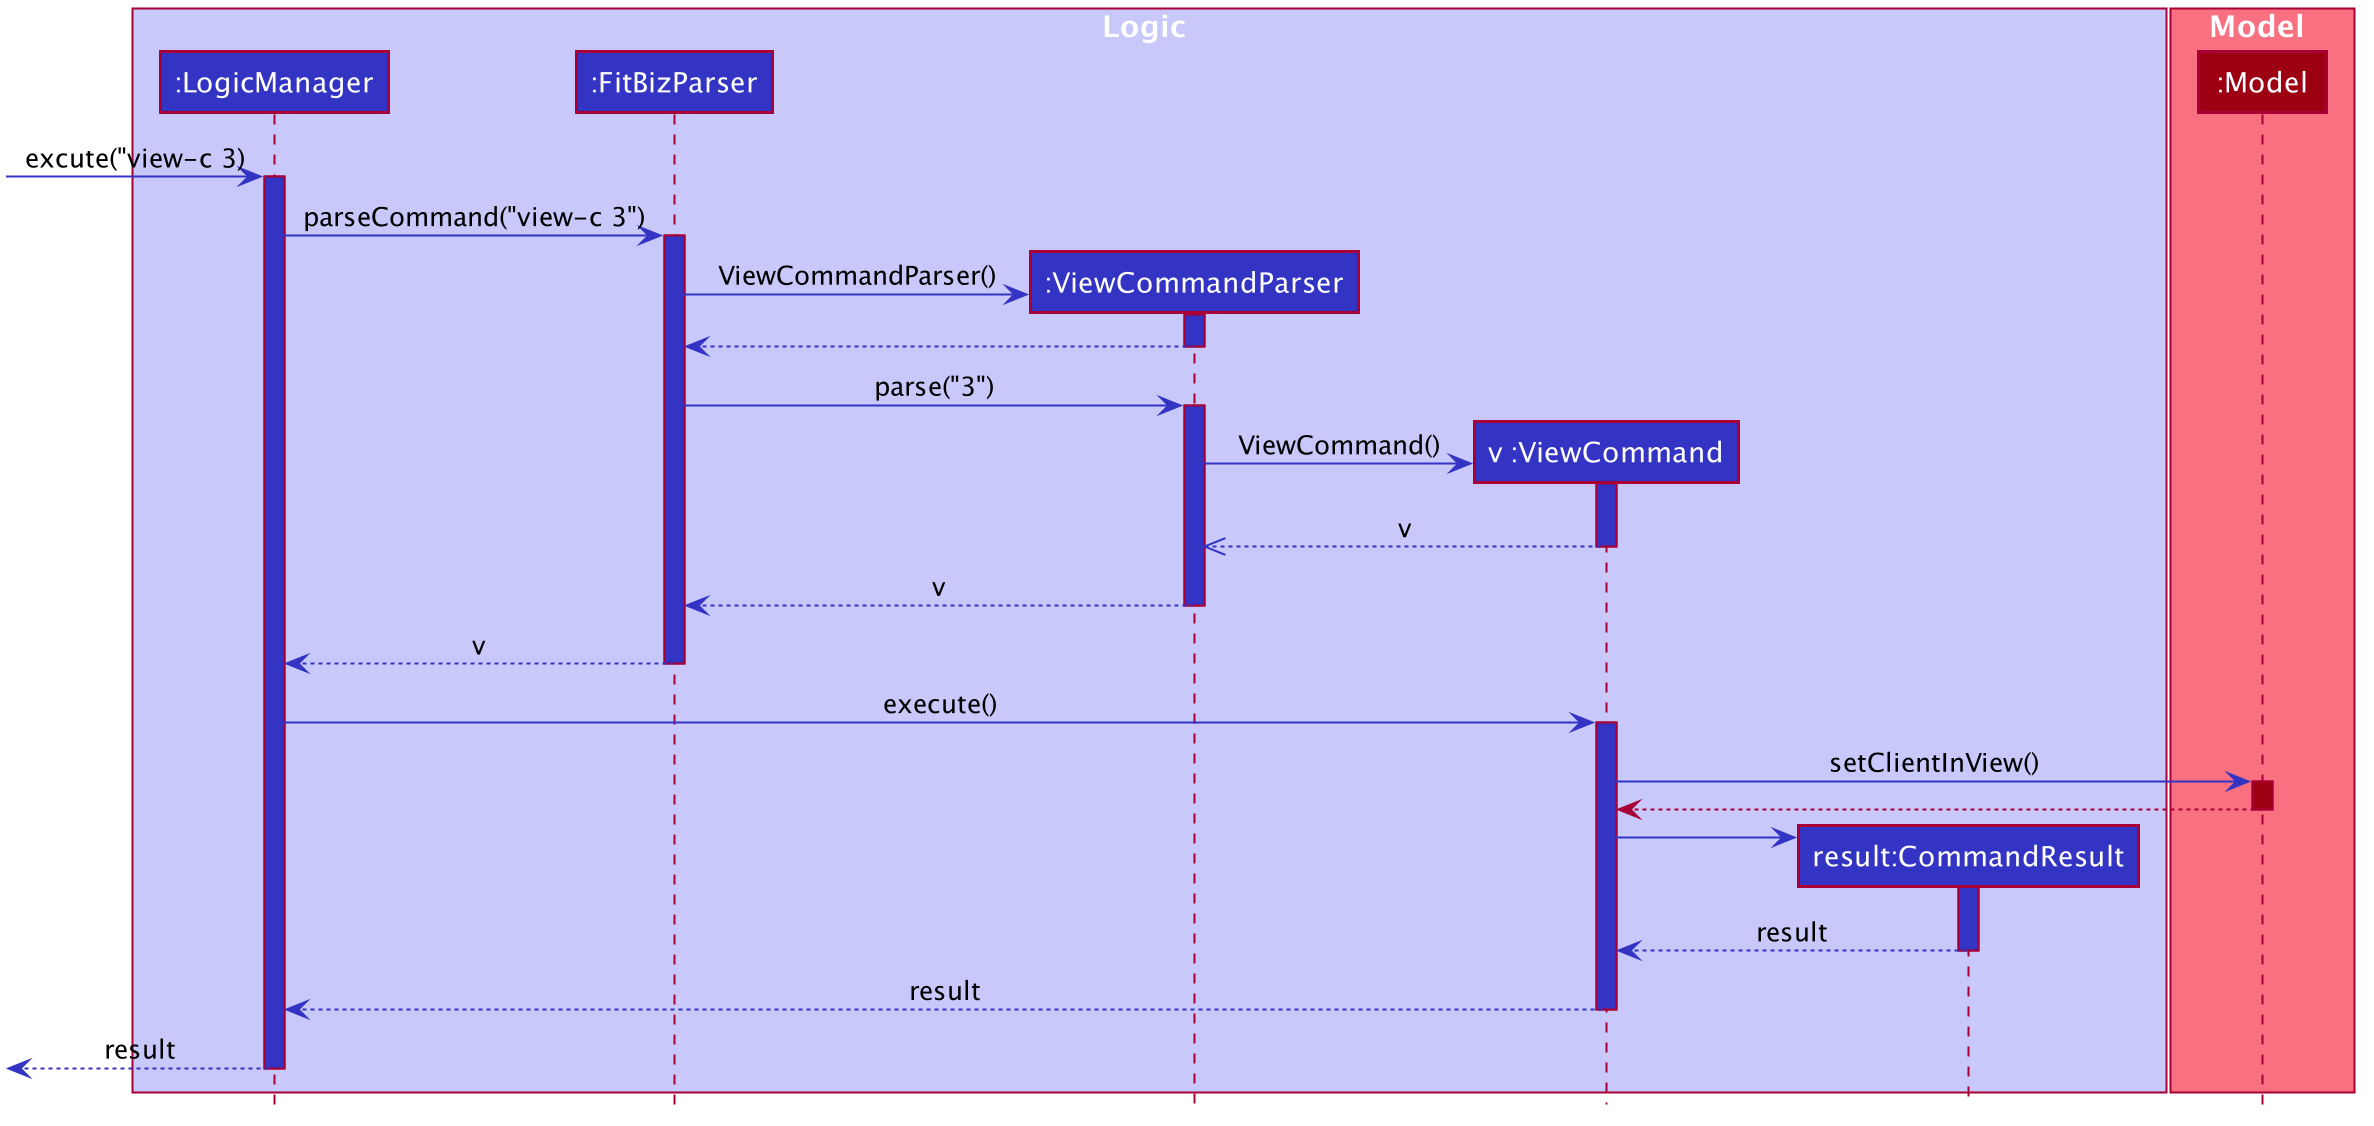 Logic
Model
:LogicManager
:FitBizParser
:Model
excute("view-c 3)
parseCommand("view-c 3")
ViewCommandParser()
:ViewCommandParser
parse("3")
ViewCommand()
v :ViewCommand
v
v
v
execute()
setClientInView()
result:CommandResult
result
result
result